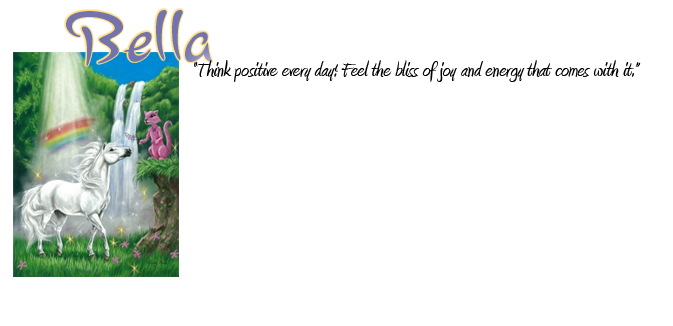 Bella
"Think positive every day! Feel the bliss of joy and energy that comes with it."